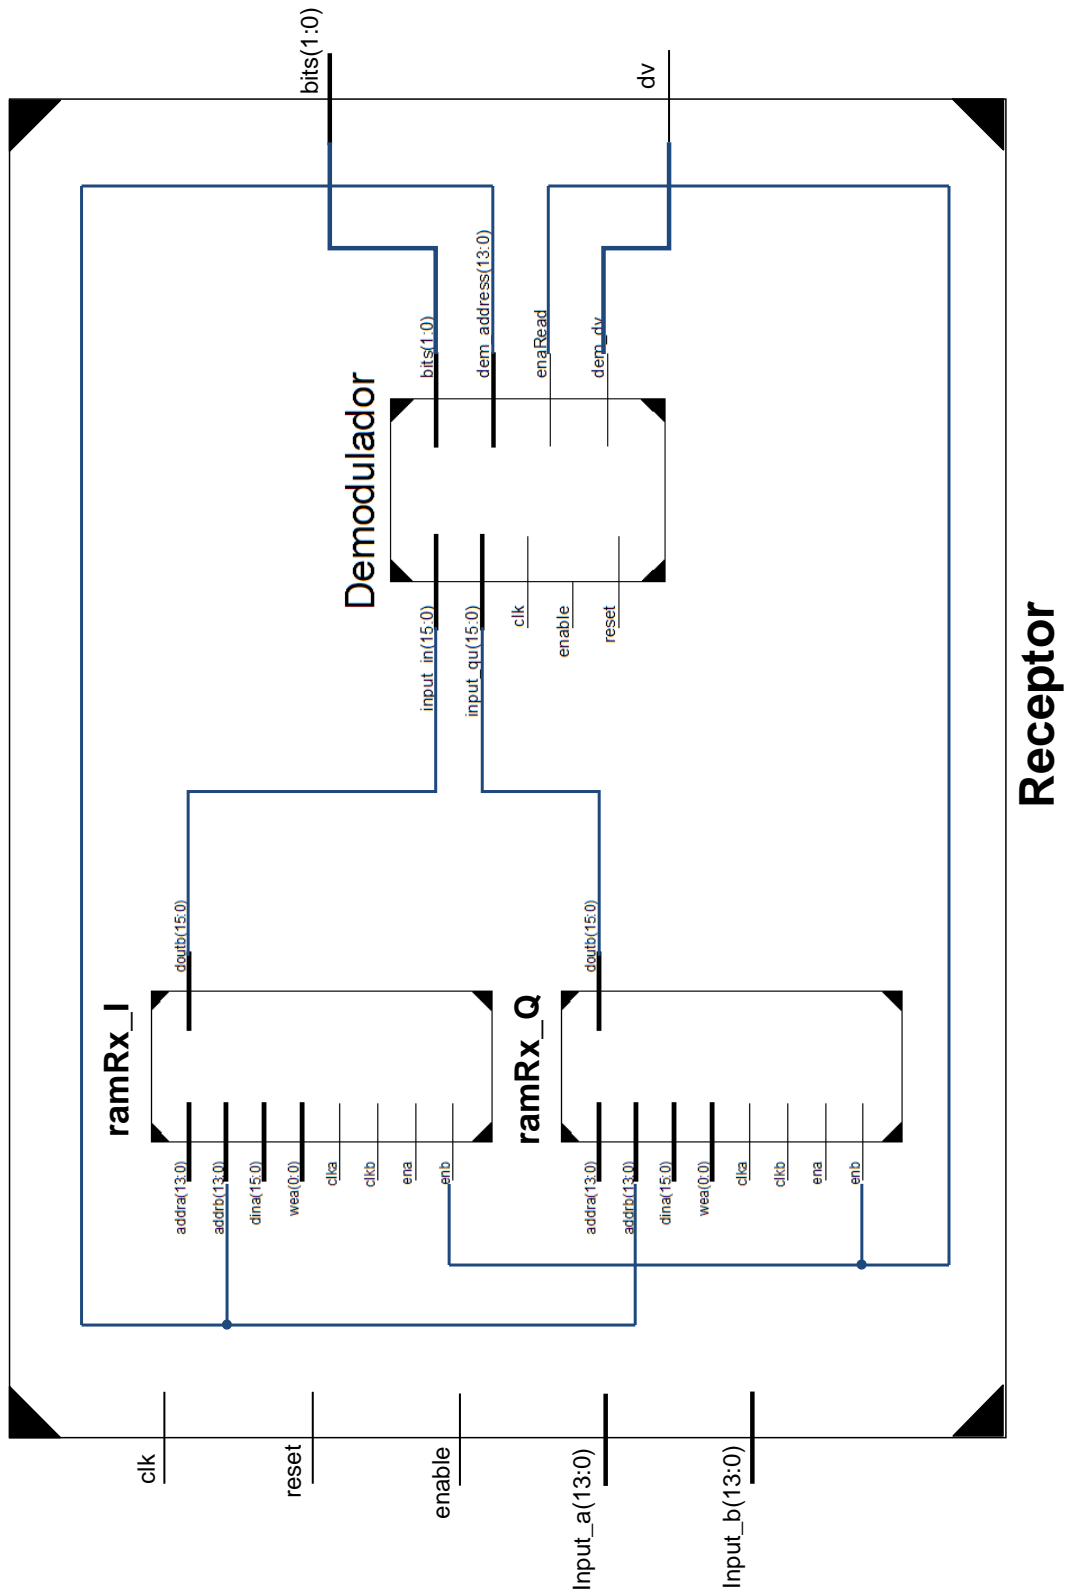 bits(1:0)
dv
bits(1:0)
dem_address(13:0)
enaRead
dem_dv
Demodulador
input_in(15:0)
input_qu(15:0)
clk
enable
reset
Receptor
doutb(15:0)
ramRx_I
addra(13:0)
addrb(13:0)
dina(15:0)
wea(0:0)
clka
clkb
ena
enb
doutb(15:0)
ramRx_Q
addra(13:0)
addrb(13:0)
dina(15:0)
wea(0:0)
clka
clkb
ena
enb
clk
reset
enable
Input_a(13:0)
Input_b(13:0)